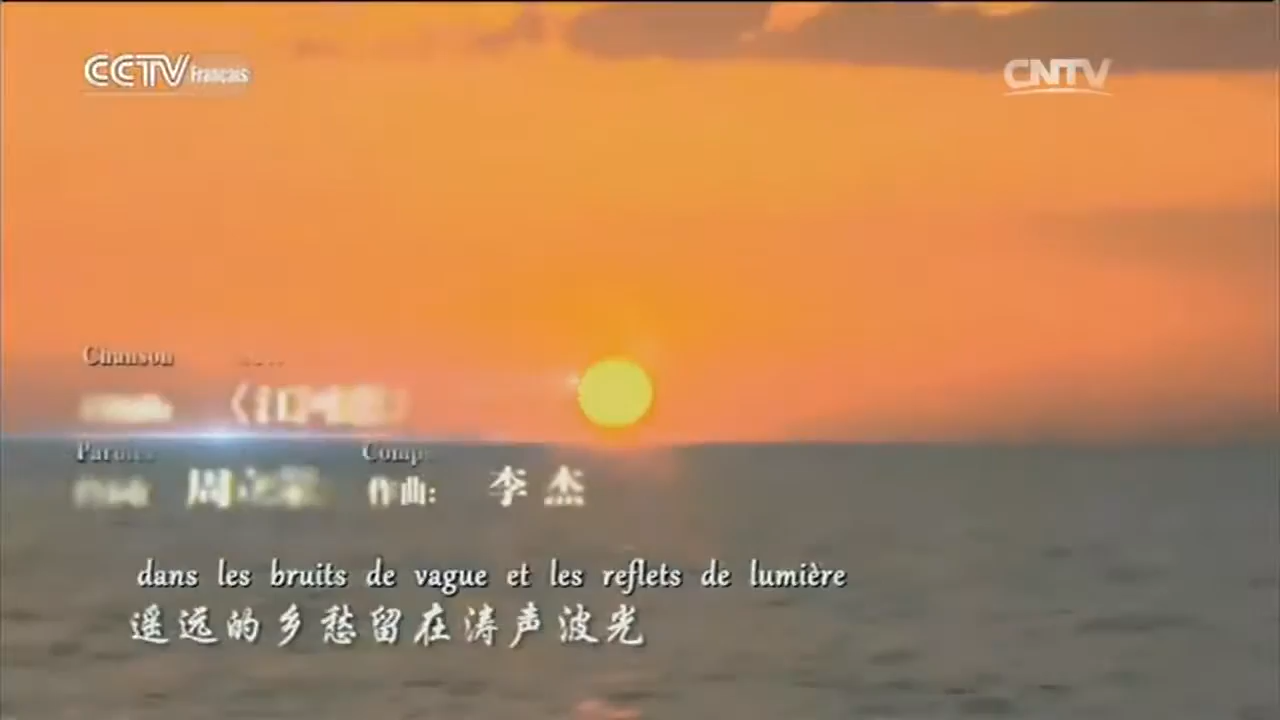 CCTV Français
CNTV
Chanson
Paroles
周
作曲: 李杰
dans les bruits de vague et les reflets de lumière
遥远的乡愁留在涛声波光